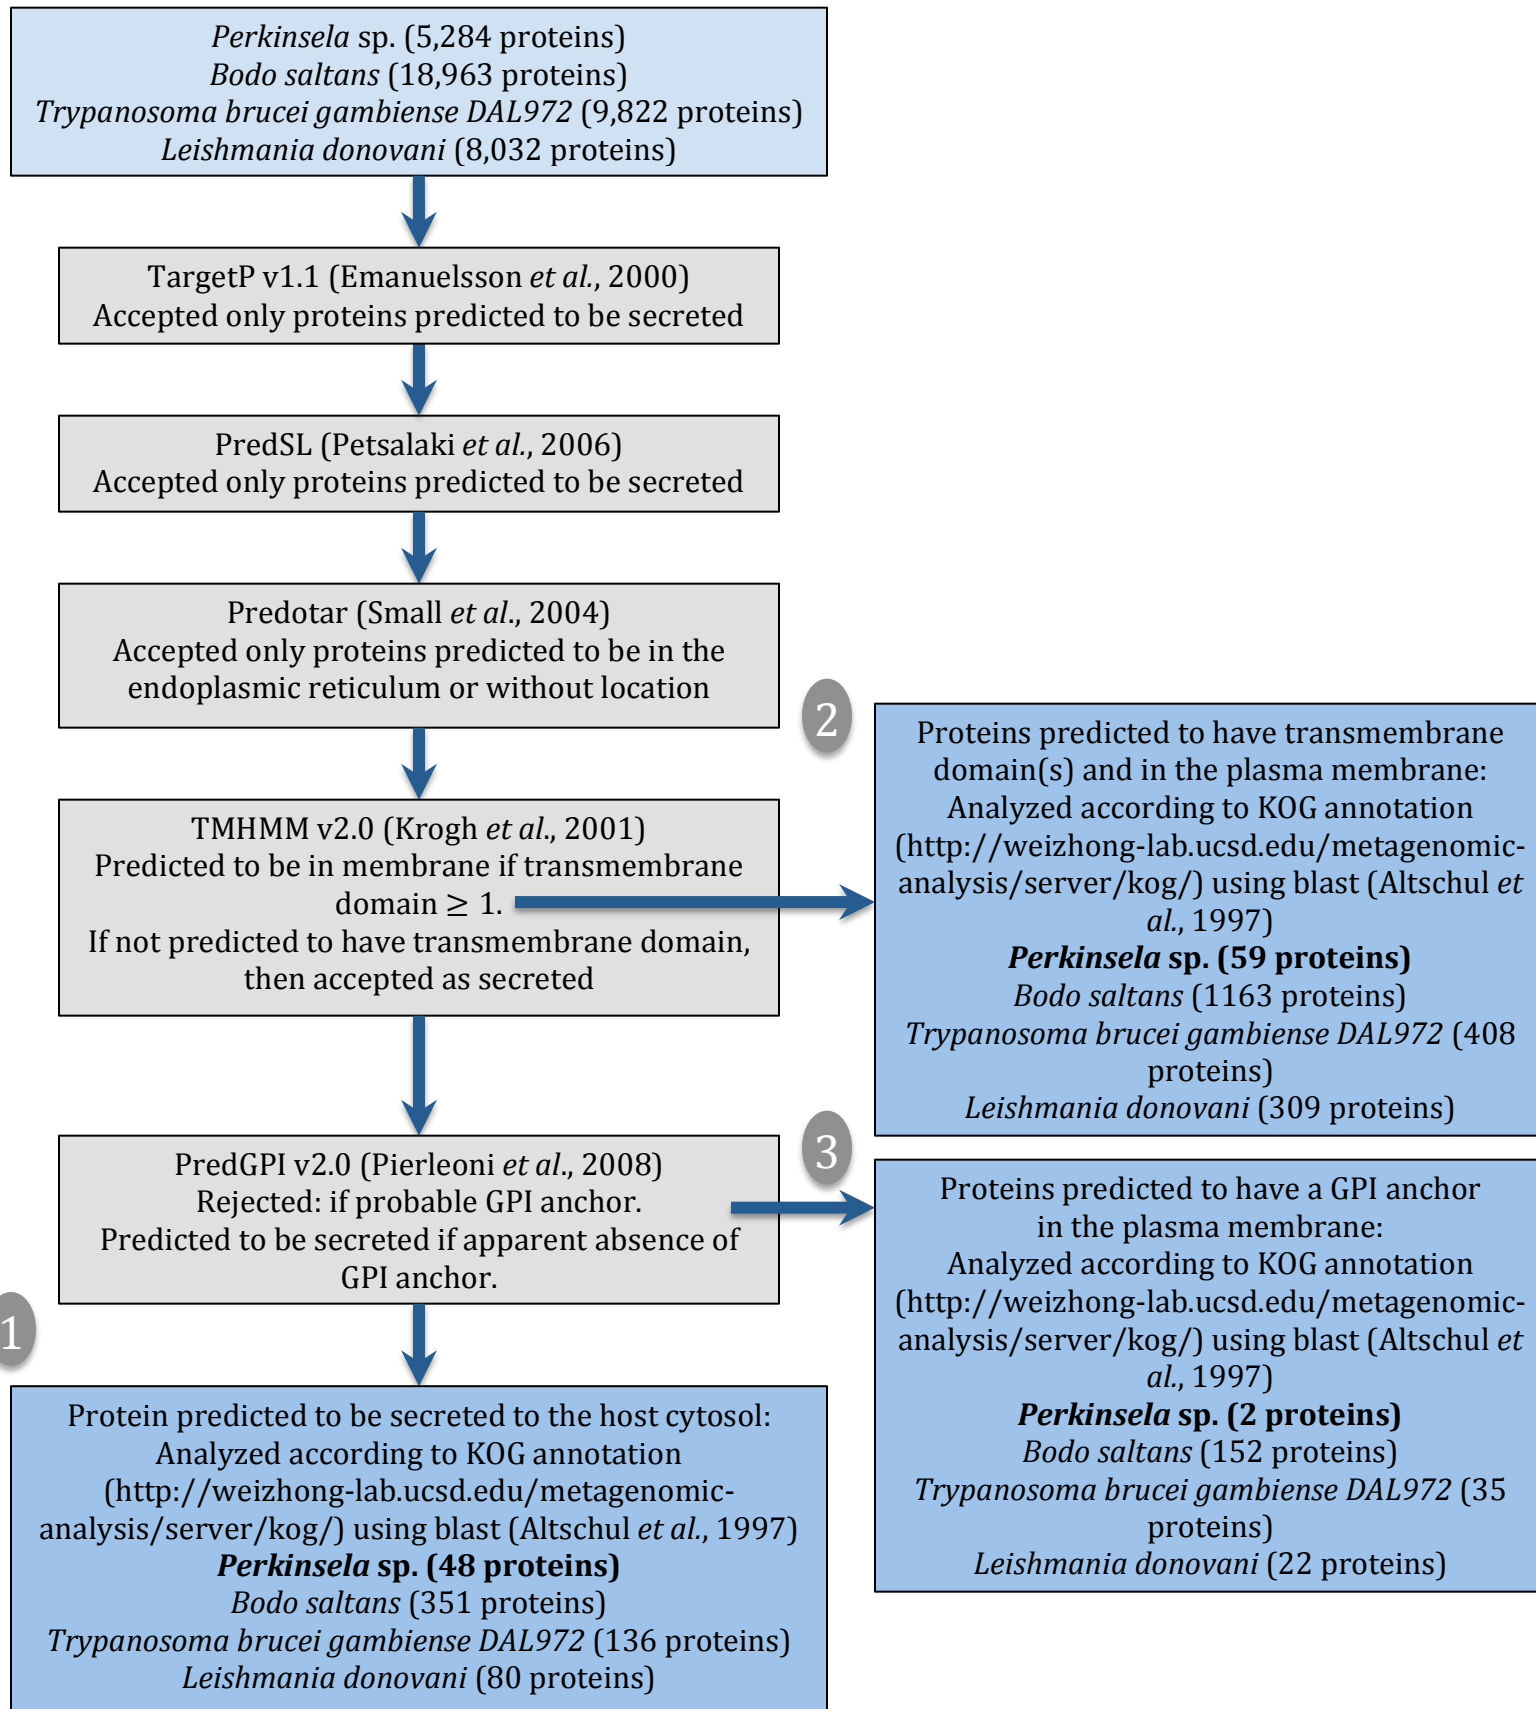 Perkinsela sp. (5,284 proteins)
Bodo saltans (18,963 proteins)
Trypanosoma brucei gambiense DAL972 (9,822 proteins)
Leishmania donovani (8,032 proteins)
TargetP v1.1 (Emanuelsson et al., 2000)
Accepted only proteins predicted to be secreted
PredSL (Petsalaki et al., 2006)
Accepted only proteins predicted to be secreted
Predotar (Small et al., 2004)
Accepted only proteins predicted to be in the
endoplasmic reticulum or without location
TMHMM v2.0 (Krogh et al., 2001)
Predicted to be in membrane if transmembrane
domain ≥ 1.
If not predicted to have transmembrane domain,
then accepted as secreted
2
Proteins predicted to have transmembrane
domain(s) and in the plasma membrane:
Analyzed according to KOG annotation
(http://weizhong-lab.ucsd.edu/metagenomic-
analysis/server/kog/) using blast (Altschul et
al., 1997)
Perkinsela sp. (59 proteins)
Bodo saltans (1163 proteins)
Trypanosoma brucei gambiense DAL972 (408
proteins)
Leishmania donovani (309 proteins)
PredGPI v2.0 (Pierleoni et al., 2008)
Rejected: if probable GPI anchor.
Predicted to be secreted if apparent absence of
GPI anchor.
3
Proteins predicted to have a GPI anchor
in the plasma membrane:
Analyzed according to KOG annotation
(http://weizhong-lab.ucsd.edu/metagenomic-
analysis/server/kog/) using blast (Altschul et
al., 1997)
Perkinsela sp. (2 proteins)
Bodo saltans (152 proteins)
Trypanosoma brucei gambiense DAL972 (35
proteins)
Leishmania donovani (22 proteins)
1
Protein predicted to be secreted to the host cytosol:
Analyzed according to KOG annotation
(http://weizhong-lab.ucsd.edu/metagenomic-
analysis/server/kog/) using blast (Altschul et al., 1997)
Perkinsela sp. (48 proteins)
Bodo saltans (351 proteins)
Trypanosoma brucei gambiense DAL972 (136 proteins)
Leishmania donovani (80 proteins)